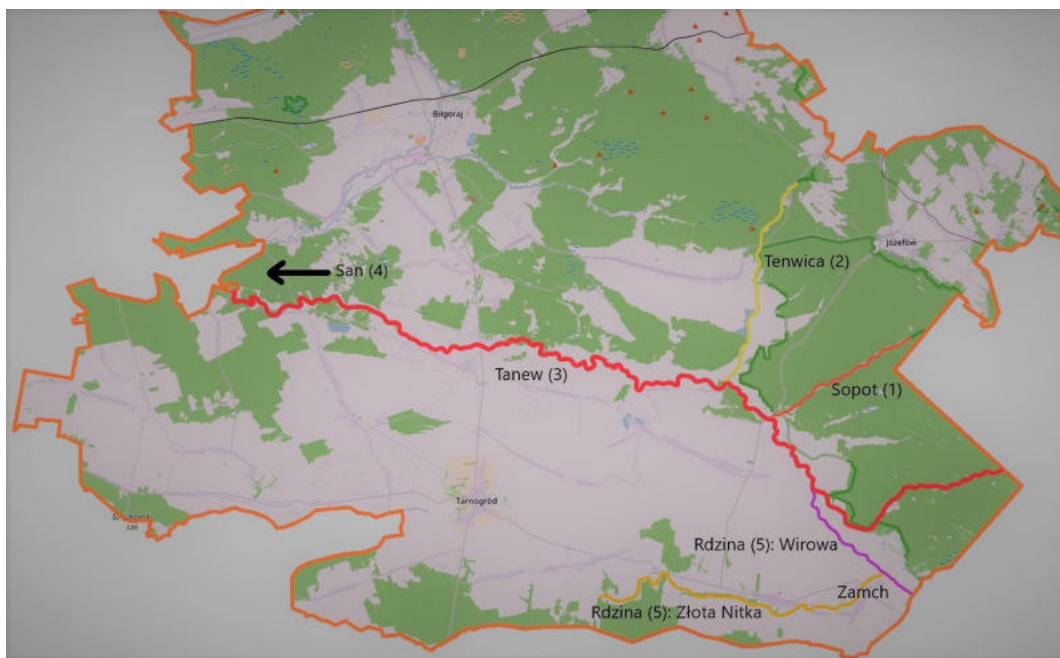 Biłgoraj
Józefów
San (4)
Tenwica (2)
Tanew (3)
Sopot (1)
Tarnogród
Rdzina (5): Wirowa
Zamch
Rdzina (5): Złota Nitka